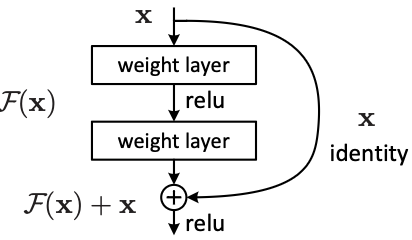 x
weight layer
F(x)
relu
x
weight layer
identity
F(x) + x
+
relu